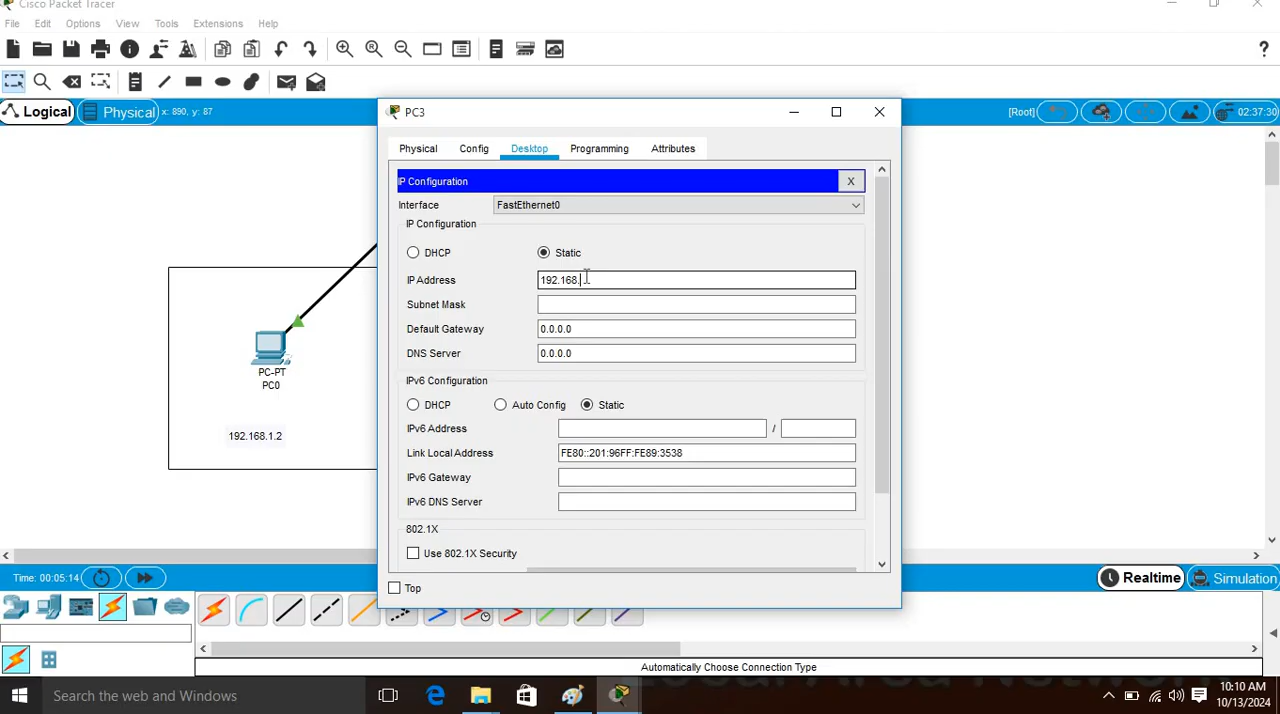 Cisco Packet Tracer
File Edit Options View Tools Extensions Help
Logical
Physical x: 890, y: 87
[Root]
02:37:30
PC3
Physical Config Desktop Programming Attributes
IP Configuration X
Interface FastEthernet0
IP Configuration
DHCP Static
IP Address 192.168.
Subnet Mask
Default Gateway 0.0.0.0
DNS Server 0.0.0.0
IPv6 Configuration
DHCP Auto Config Static
IPv6 Address /
Link Local Address FE80::201:96FF:FE89:3538
IPv6 Gateway
IPv6 DNS Server
802.1X
Use 802.1X Security
Top
PC-PT
PC0
192.168.1.2
Time: 00:05:14
Realtime Simulation
Automatically Choose Connection Type
Search the web and Windows
10:10 AM
10/13/2024